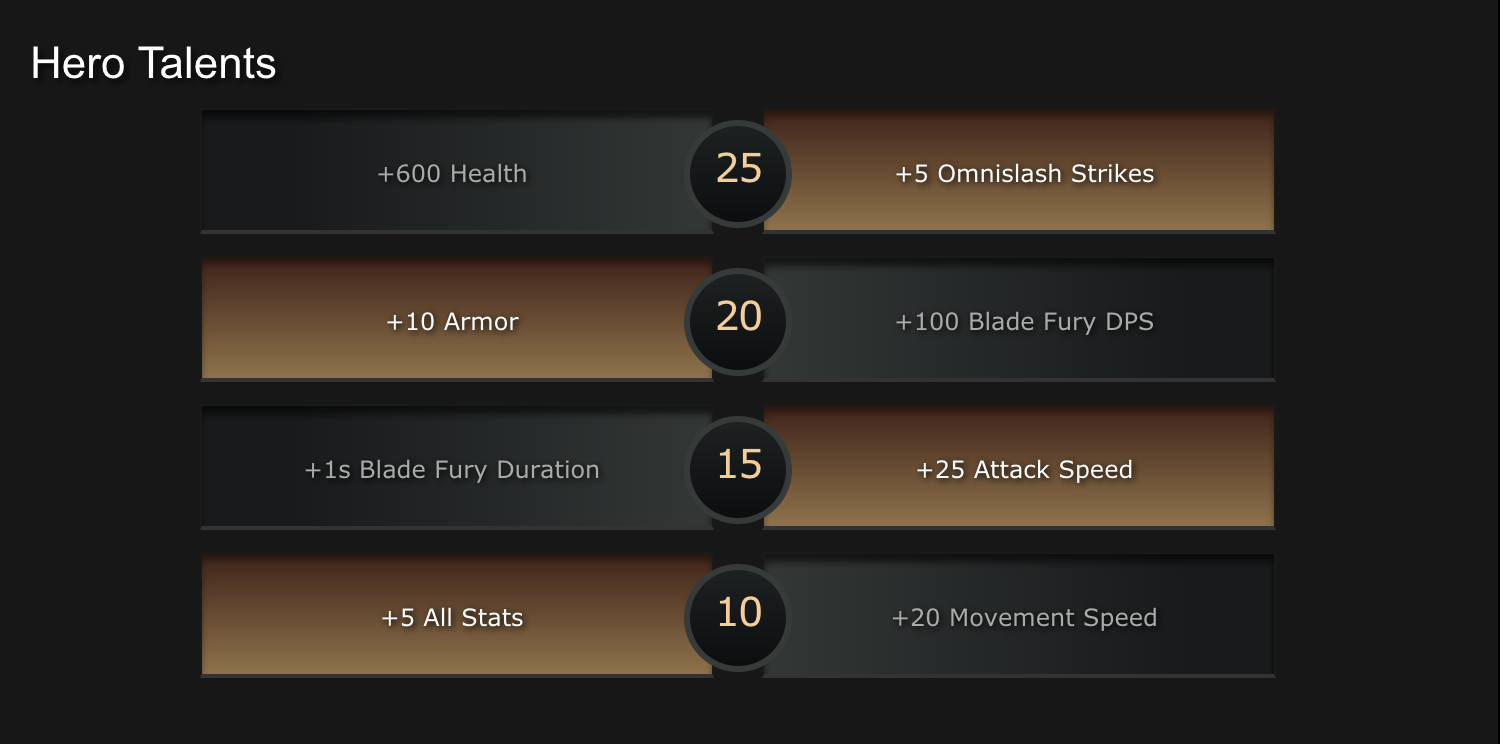 Hero Talents
+600 Health
25
+5 Omnislash Strikes
+10 Armor
20
+100 Blade Fury DPS
+1s Blade Fury Duration
15
+25 Attack Speed
+5 All Stats
10
+20 Movement Speed